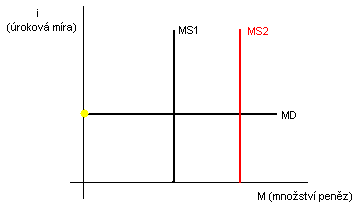 i
(úroková míra)
MS1
MS2
MD
M (množství peněz)